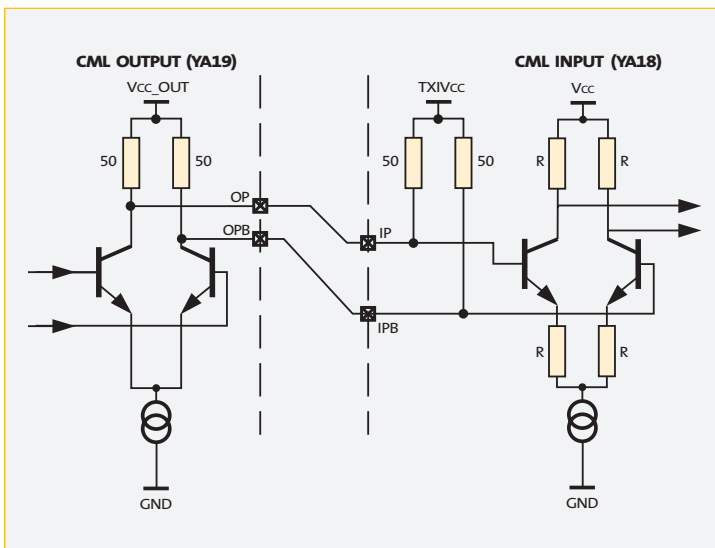 CML OUTPUT (YA19)
CML INPUT (YA18)
VCC_OUT
TXIVCC
VCC
50
50
50
50
R
R
OP
OPB
IP
IPB
R
R
GND
GND